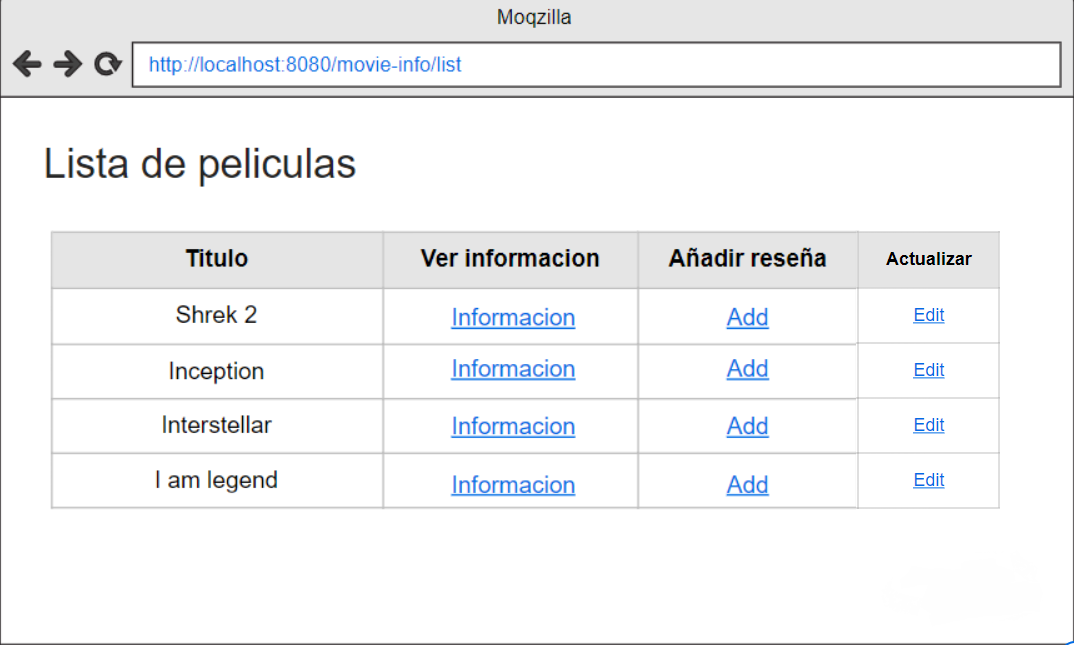 Moqzilla
http://localhost:8080/movie-info/list
Lista de peliculas
Titulo Ver informacion Añadir reseña Actualizar
Shrek 2 Informacion Add Edit
Inception Informacion Add Edit
Interstellar Informacion Add Edit
I am legend Informacion Add Edit